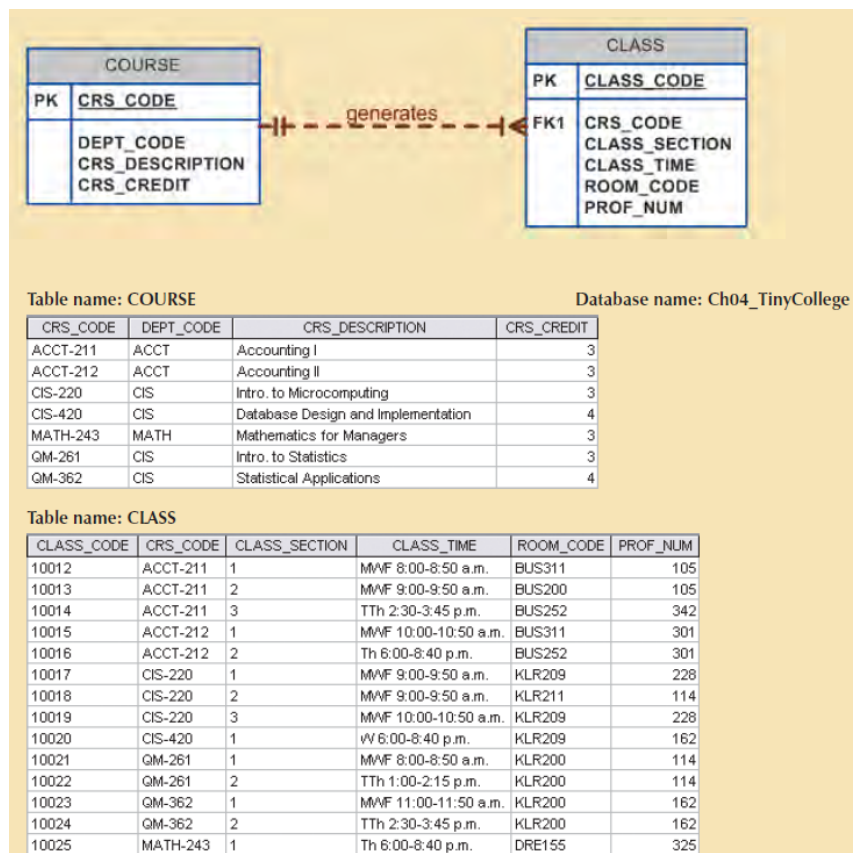 COURSE
PK CRS_CODE
DEPT_CODE
CRS_DESCRIPTION
CRS_CREDIT
generates
CLASS
PK CLASS_CODE
FK1 CRS_CODE
CLASS_SECTION
CLASS_TIME
ROOM_CODE
PROF_NUM
Table name: COURSE Database name: Ch04_TinyCollege
CRS_CODE DEPT_CODE CRS_DESCRIPTION CRS_CREDIT
ACCT-211 ACCT Accounting I 3
ACCT-212 ACCT Accounting II 3
CIS-220 CIS Intro. to Microcomputing 3
CIS-420 CIS Database Design and Implementation 4
MATH-243 MATH Mathematics for Managers 3
QM-261 CIS Intro. to Statistics 3
QM-362 CIS Statistical Applications 4
Table name: CLASS
CLASS_CODE CRS_CODE CLASS_SECTION CLASS_TIME ROOM_CODE PROF_NUM
10012 ACCT-211 1 MWF 8:00-8:50 a.m. BUS311 105
10013 ACCT-211 2 MWF 9:00-9:50 a.m. BUS200 105
10014 ACCT-211 3 TTh 2:30-3:45 p.m. BUS252 342
10015 ACCT-212 1 MWF 10:00-10:50 a.m. BUS311 301
10016 ACCT-212 2 Th 6:00-8:40 p.m. BUS252 301
10017 CIS-220 1 MWF 9:00-9:50 a.m. KLR209 228
10018 CIS-220 2 MWF 9:00-9:50 a.m. KLR211 114
10019 CIS-220 3 MWF 10:00-10:50 a.m. KLR209 228
10020 CIS-420 1 W 6:00-8:40 p.m. KLR209 162
10021 QM-261 1 MWF 8:00-8:50 a.m. KLR200 114
10022 QM-261 2 TTh 1:00-2:15 p.m. KLR200 114
10023 QM-362 1 MWF 11:00-11:50 a.m. KLR200 162
10024 QM-362 2 TTh 2:30-3:45 p.m. KLR200 162
10025 MATH-243 1 Th 6:00-8:40 p.m. DRE155 325